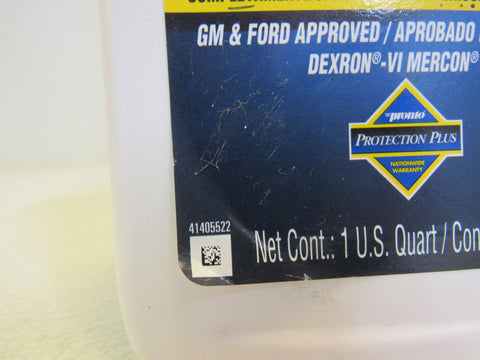 GM & FORD APPROVED / APROBADO
DEXRON®-VI MERCON®
pronto
PROTECTION PLUS
NATIONWIDE
WARRANTY
41405522
Net Cont.: 1 U.S. Quart / Con